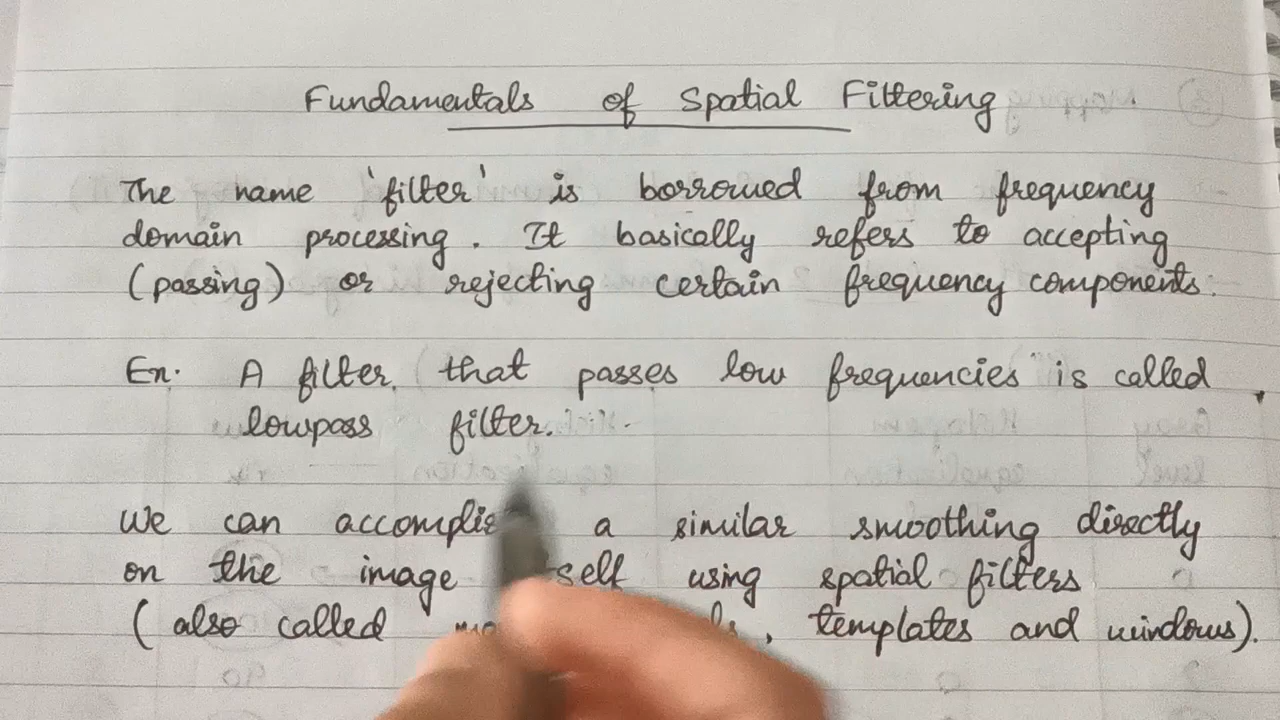 Fundamentals of Spatial Filtering
The name 'filter' is borrowed from frequency
domain processing. It basically refers to accepting
(passing) or rejecting certain frequency components.
Ex. A filter that passes low frequencies is called
lowpass filter.
We can a similar smoothing directly
on the image using spatial filters
(also called , templates and windows).